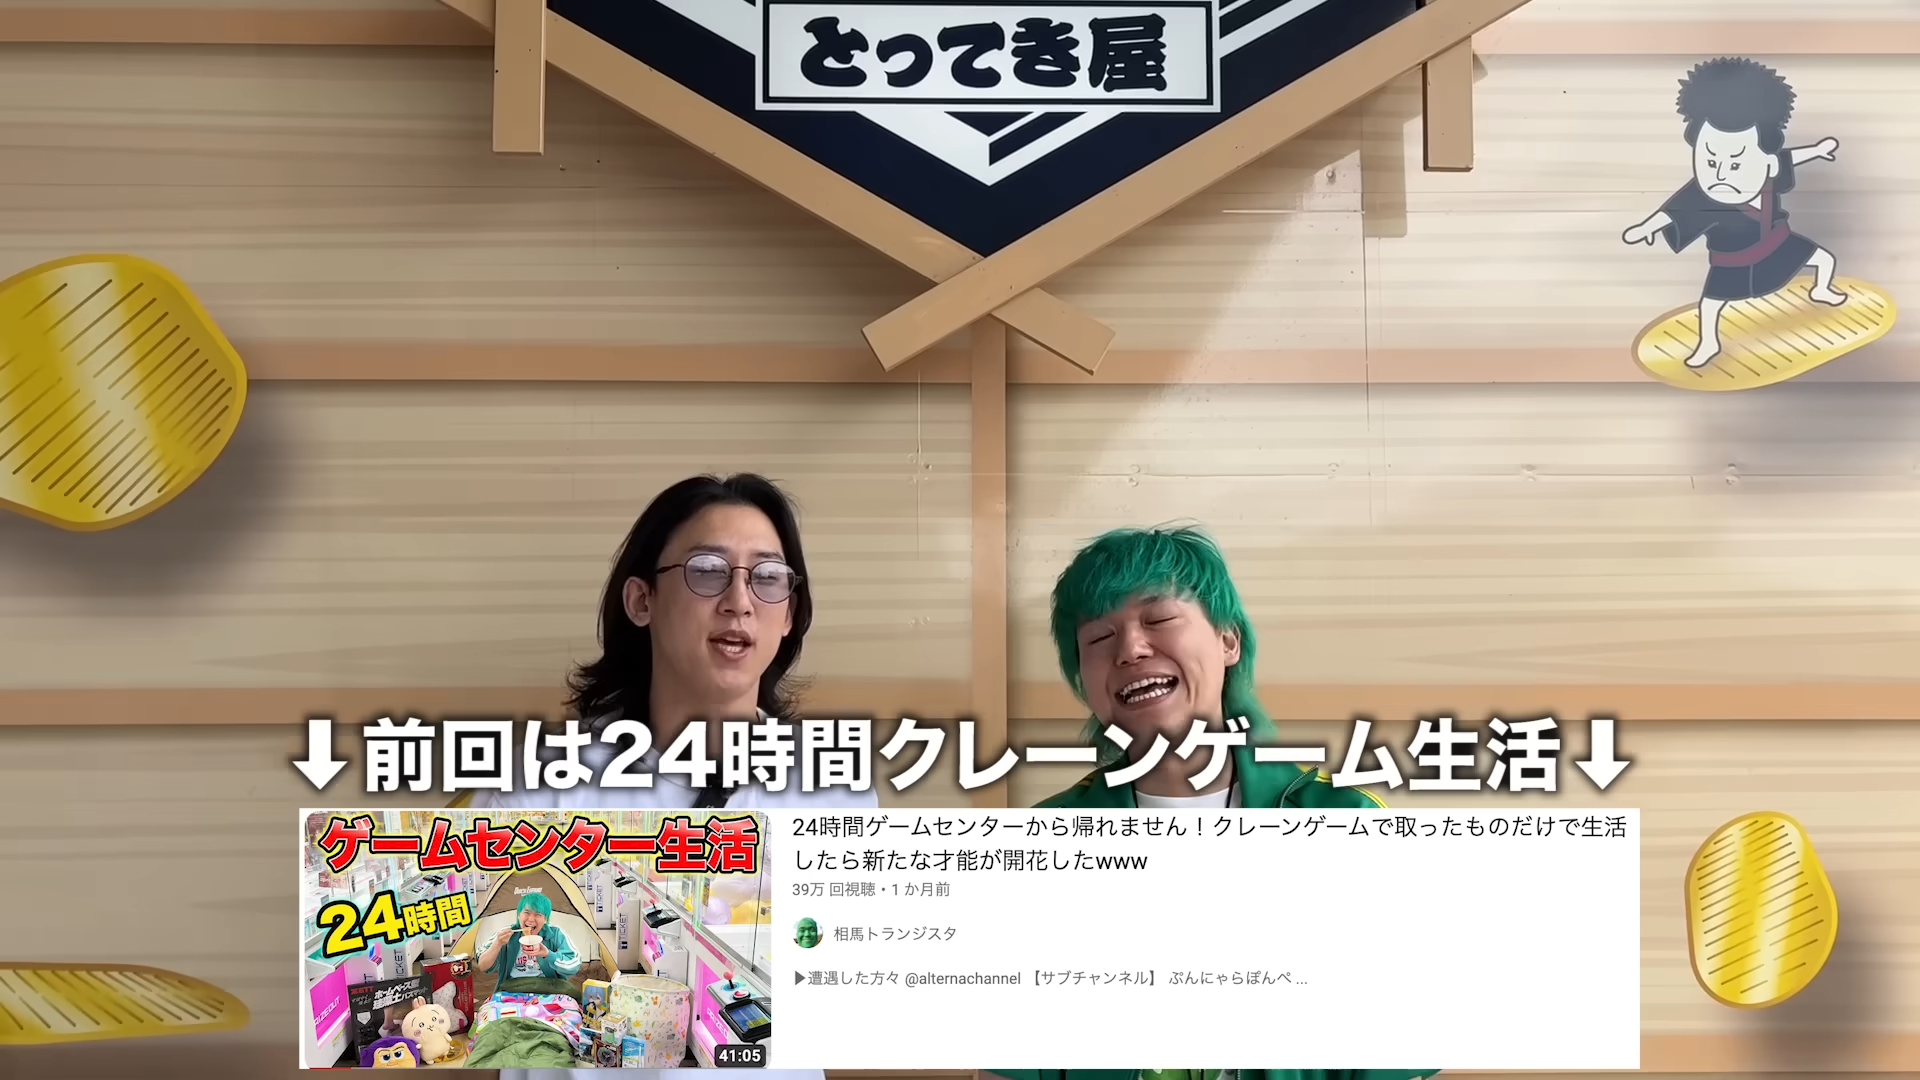 とってき屋
⬇前回は24時間クレーンゲーム生活⬇
ゲームセンター生活
24時間
41:05
24時間ゲームセンターから帰れません！クレーンゲームで取ったものだけで生活
したら新たな才能が開花したwww
39万 回視聴・1 か月前
相馬トランジスタ
▶遭遇した方々 @alternachannel 【サブチャンネル】 ぷんにゃらぽんぺ ...